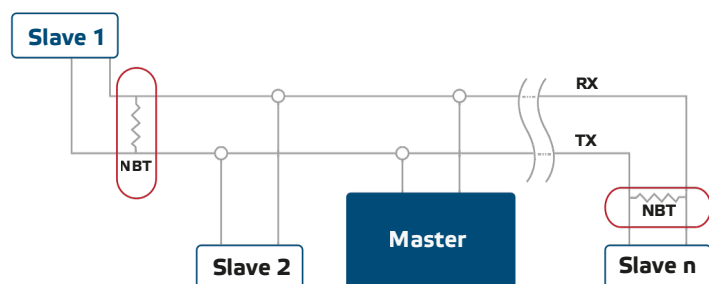 Slave 1
RX
TX
NBT
NBT
Master
Slave 2
Slave n